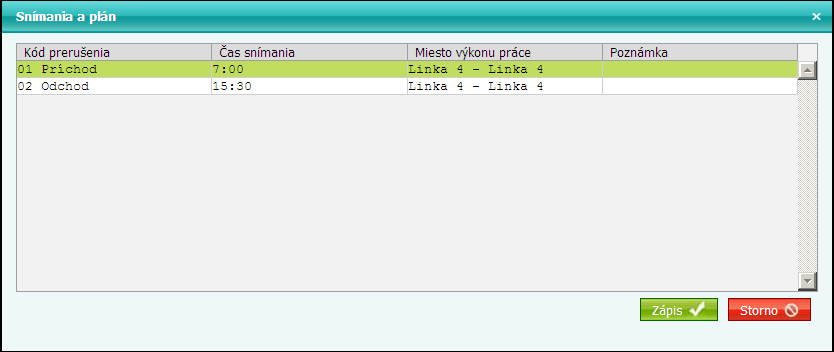 Snímania a plán
Kód prerušenia Čas snímania Miesto výkonu práce Poznámka
01 Príchod 7:00 Linka 4 - Linka 4
02 Odchod 15:30 Linka 4 - Linka 4
Zápis Storno